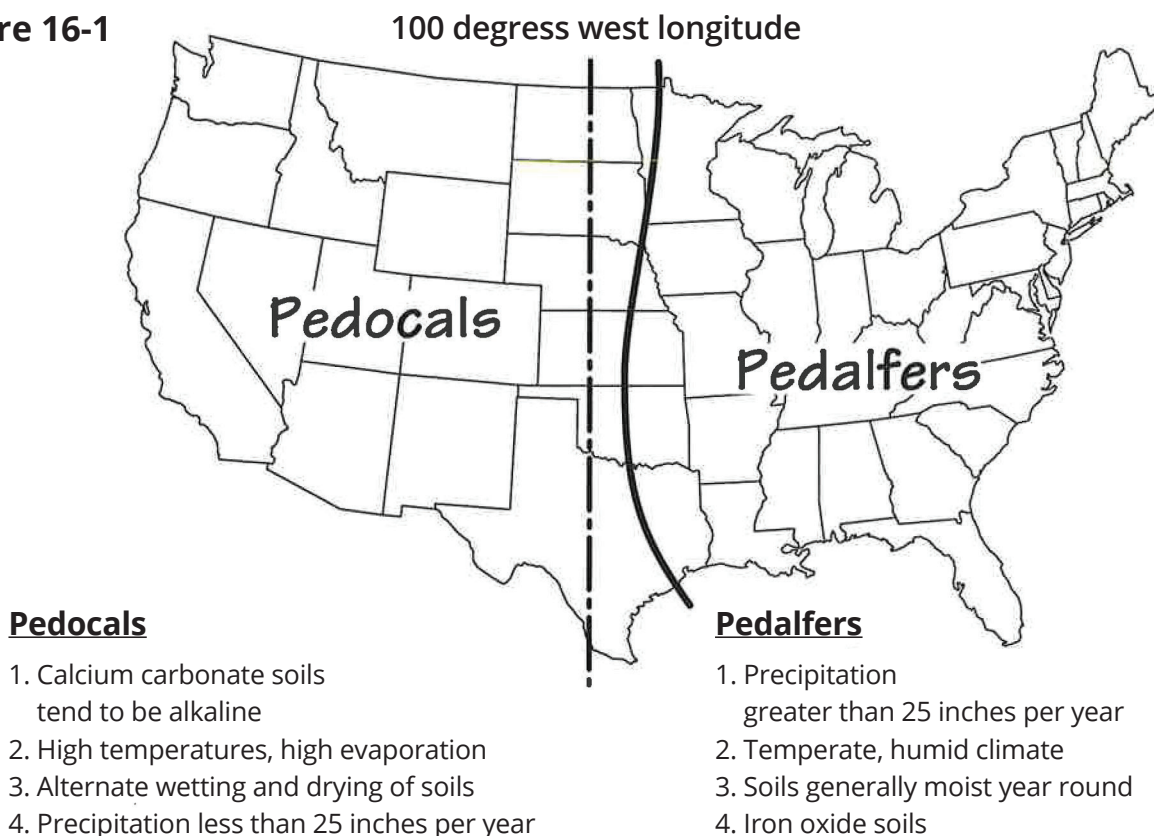 re 16-1
100 degress west longitude
Pedocals
Pedalfers
Pedocals
1. Calcium carbonate soils
tend to be alkaline
2. High temperatures, high evaporation
3. Alternate wetting and drying of soils
4. Precipitation less than 25 inches per year
Pedalfers
1. Precipitation
greater than 25 inches per year
2. Temperate, humid climate
3. Soils generally moist year round
4. Iron oxide soils